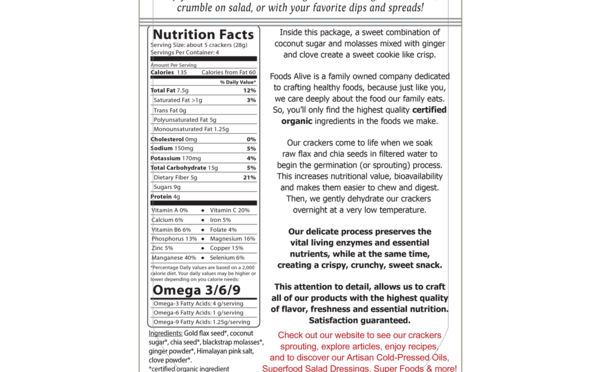 crumble on salad, or with your favorite dips and spreads!
Nutrition Facts
Serving Size: about 5 crackers (28g)
Servings Per Container: 4
Amount Per Serving
Calories 135 Calories from Fat 60
% Daily Value*
Total Fat 7.5g 12%
Saturated Fat >1g 3%
Trans Fat 0g
Polyunsaturated Fat 5g
Monounsaturated Fat 1.25g
Cholesterol 0mg 0%
Sodium 150mg 5%
Potassium 170mg 4%
Total Carbohydrate 15g 5%
Dietary Fiber 5g 21%
Sugars 9g
Protein 4g
Vitamin A 0% • Vitamin C 20%
Calcium 6% • Iron 5%
Vitamin B6 6% • Folate 4%
Phosphorus 13% • Magnesium 16%
Zinc 5% • Copper 15%
Manganese 40% • Selenium 6%
*Percentage Daily values are based on a 2,000
calorie diet. Your daily values may be higher or
lower depending on you calorie needs:
Omega 3/6/9
Omega-3 Fatty Acids: 4 g/serving
Omega-6 Fatty Acids: 1 g/serving
Omega-9 Fatty Acids: 1.25g/serving
Ingredients: Gold flax seed*, coconut
sugar*, chia seed*, blackstrap molasses*,
ginger powder*, Himalayan pink salt,
clove powder*.
*certified organic ingredient
Inside this package, a sweet combination of
coconut sugar and molasses mixed with ginger
and clove create a sweet cookie like crisp.
Foods Alive is a family owned company dedicated
to crafting healthy foods, because just like you,
we care deeply about the food our family eats.
So, you'll only find the highest quality certified
organic ingredients in the foods we make.
Our crackers come to life when we soak
raw flax and chia seeds in filtered water to
begin the germination (or sprouting) process.
This increases nutritional value, bioavailability
and makes them easier to chew and digest.
Then, we gently dehydrate our crackers
overnight at a very low temperature.
Our delicate process preserves the
vital living enzymes and essential
nutrients, while at the same time,
creating a crispy, crunchy, sweet snack.
This attention to detail, allows us to craft
all of our products with the highest quality
of flavor, freshness and essential nutrition.
Satisfaction guaranteed.
Check out our website to see our crackers
sprouting, explore articles, enjoy recipes,
and to discover our Artisan Cold-Pressed Oils,
Superfood Salad Dressings, Super Foods & more!